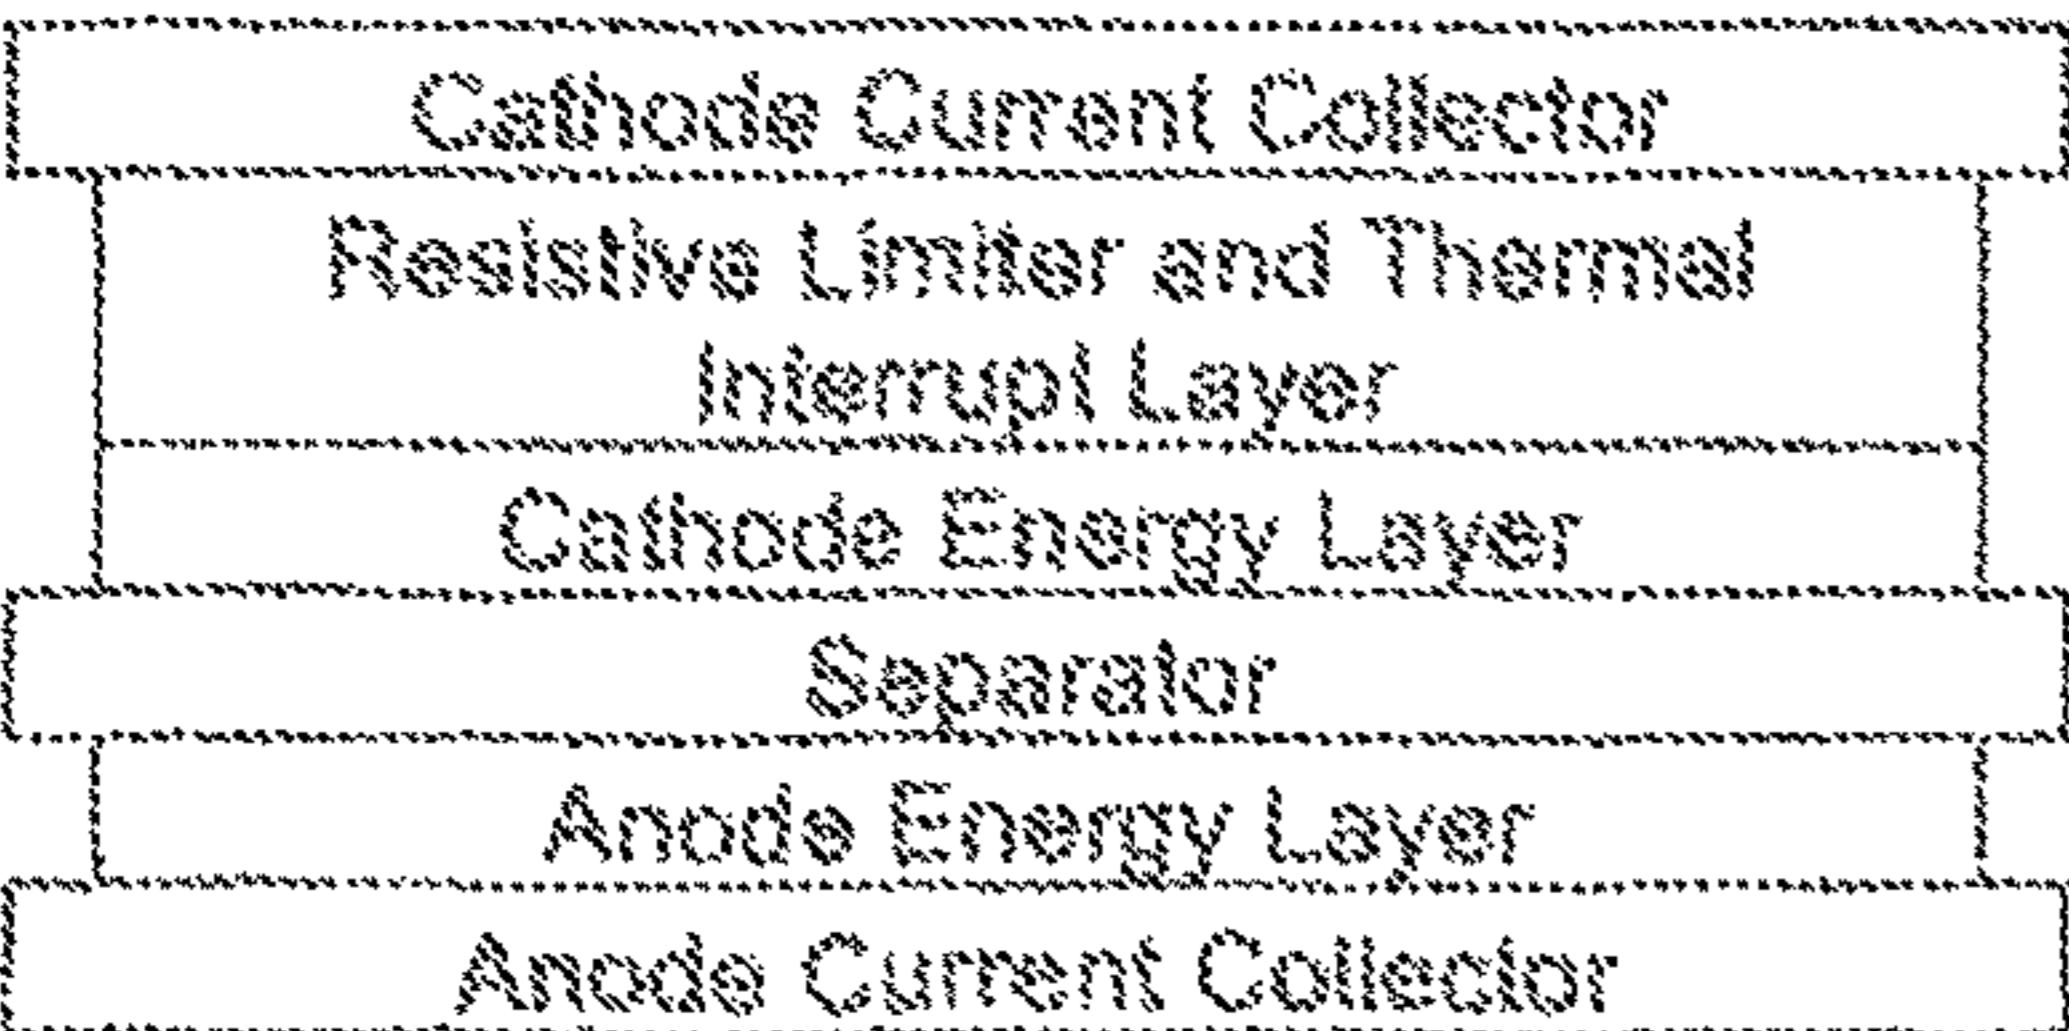 Cathode Current Collector
Resistive Limiter and Thermal
Interrupt Layer
Cathode Energy Layer
Separator
Anode Energy Layer
Anode Current Collector